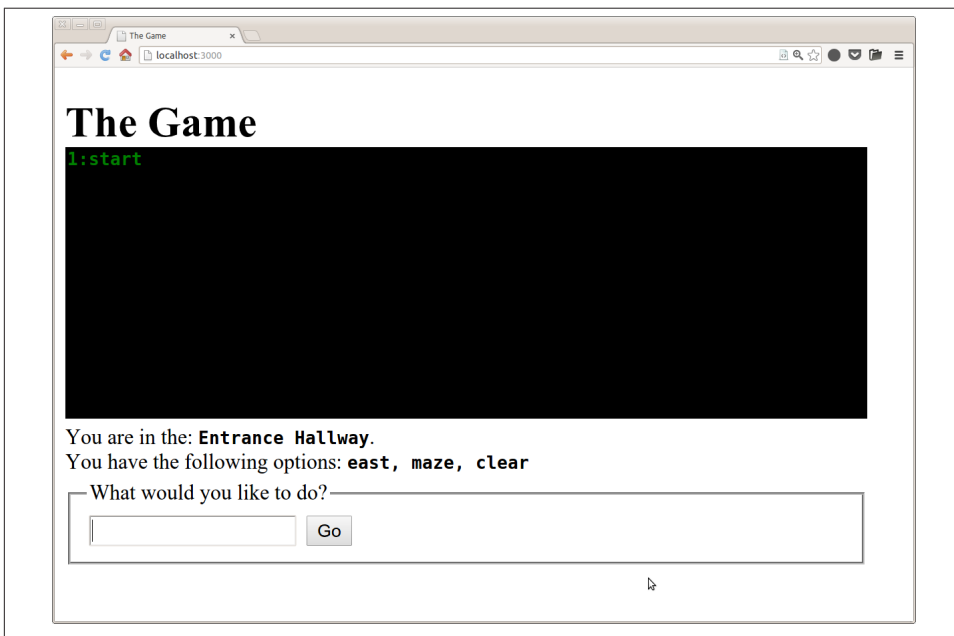 The Game
localhost:3000
The Game
1:start
You are in the: Entrance Hallway.
You have the following options: east, maze, clear
What would you like to do?
Go